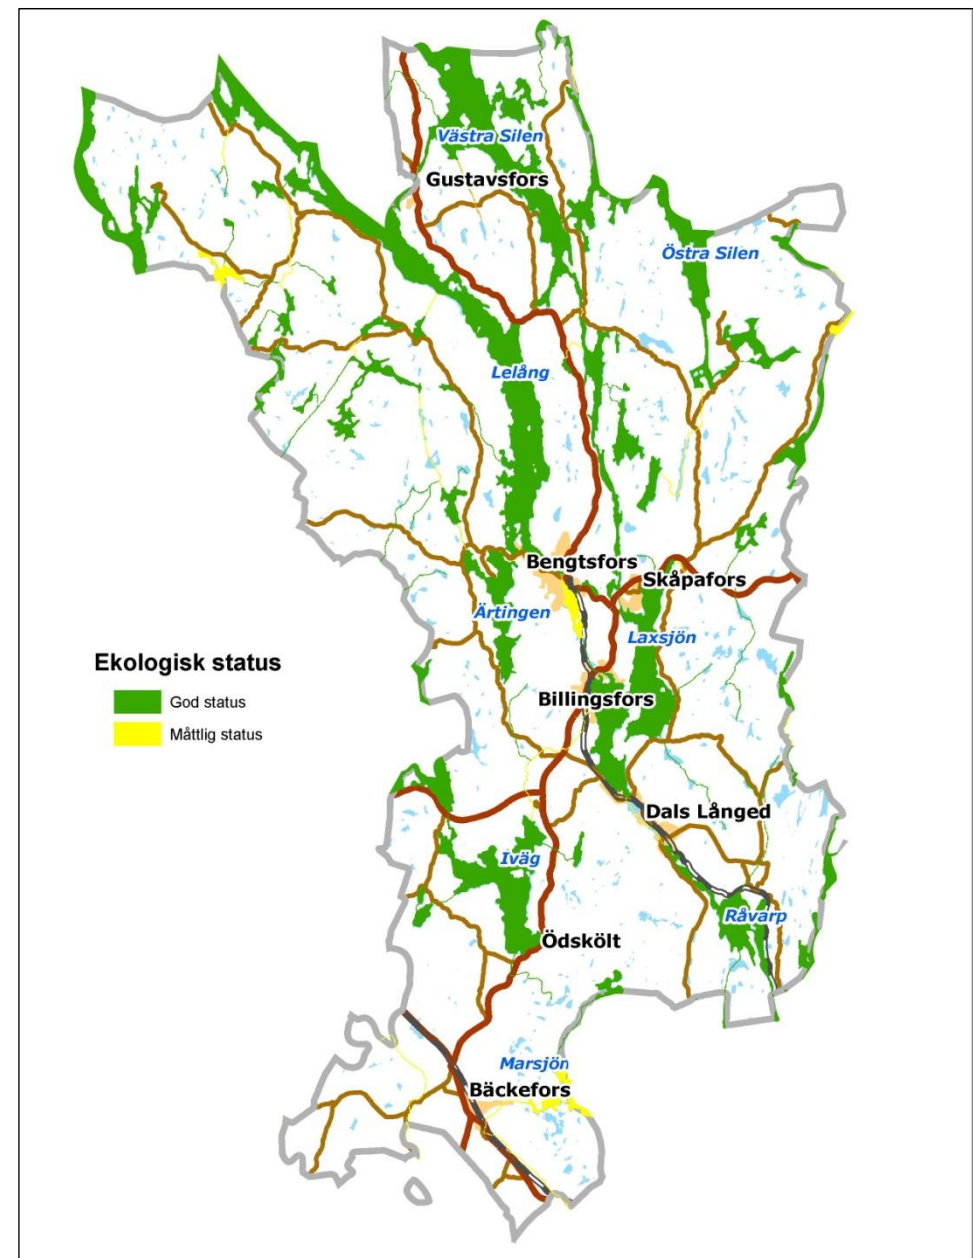 Västra Silen
Gustavsfors
Östra Silen
Lelång
Bengtsfors
Skåpafors
Ärtingen
Laxsjön
Ekologisk status
God status
Måttlig status
Billingsfors
Dals Långed
Iväg
Råvarp
Ödskölt
Marsjön
Bäckefors